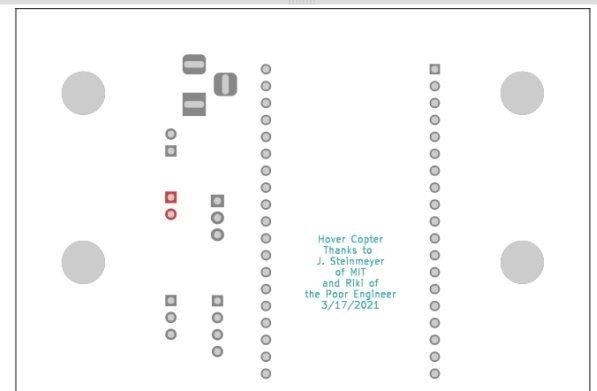 Hover Copter
Thanks to
J. Steinmeyer
of MIT
and Riki of
the Poor Engineer
3/17/2021